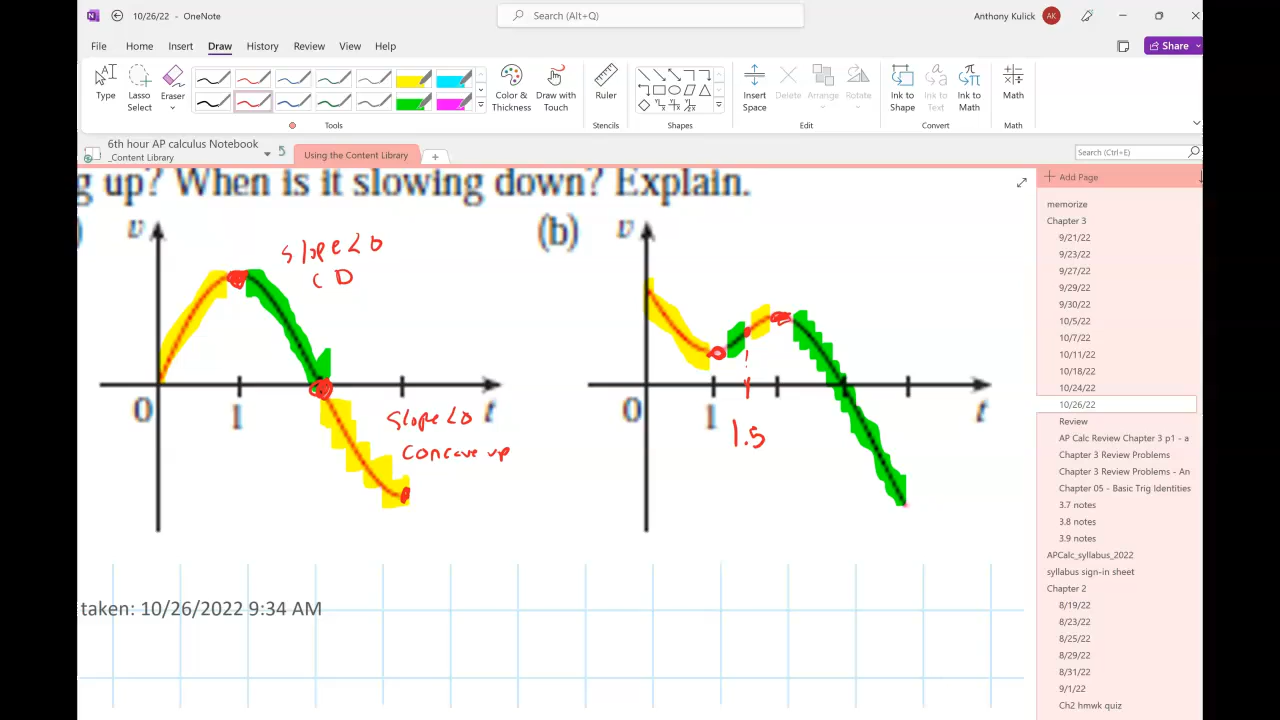 10/26/22 - OneNote
Search (Alt+Q)
Anthony Kulick AK
File Home Insert Draw History Review View Help
Share
Type
Lasso Select
Eraser
Color & Thickness
Draw with Touch
Ruler
Insert Space
Delete
Arrange
Rotate
Ink to Shape
Ink to Text
Ink to Math
Math
Tools
Stencils
Shapes
Edit
Convert
Math
6th hour AP calculus Notebook
_Content Library
Using the Content Library
Search (Ctrl+E)
g up? When is it slowing down? Explain.
v
Slope<0
CD
(b)
v
0
1
t
Slope<0
Concave up
0
1
t
1.5
taken: 10/26/2022 9:34 AM
Add Page
memorize
Chapter 3
9/21/22
9/23/22
9/27/22
9/29/22
9/30/22
10/5/22
10/7/22
10/11/22
10/18/22
10/24/22
10/26/22
Review
AP Calc Review Chapter 3 p1 - a
Chapter 3 Review Problems
Chapter 3 Review Problems - An
Chapter 05 - Basic Trig Identities
3.7 notes
3.8 notes
3.9 notes
APCalc_syllabus_2022
syllabus sign-in sheet
Chapter 2
8/19/22
8/23/22
8/25/22
8/29/22
8/31/22
9/1/22
Ch2 hmwk quiz